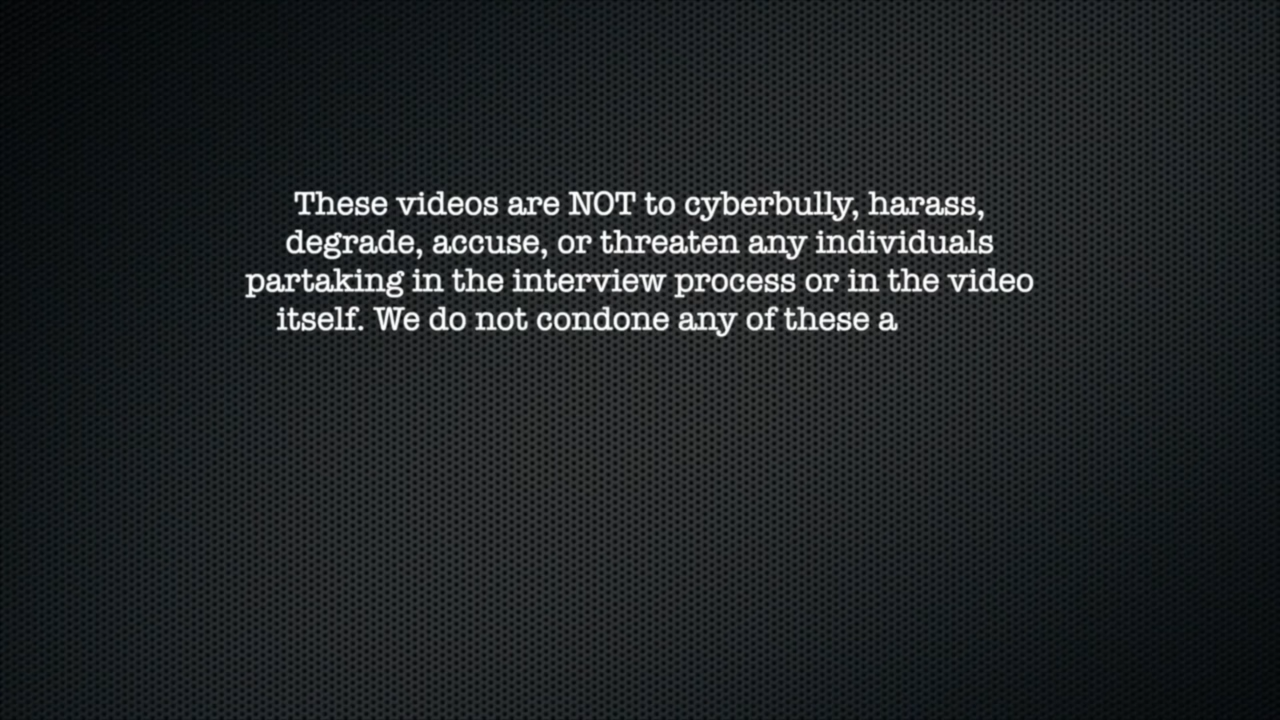 These videos are NOT to cyberbully, harass,
degrade, accuse, or threaten any individuals
partaking in the interview process or in the video
itself. We do not condone any of these a